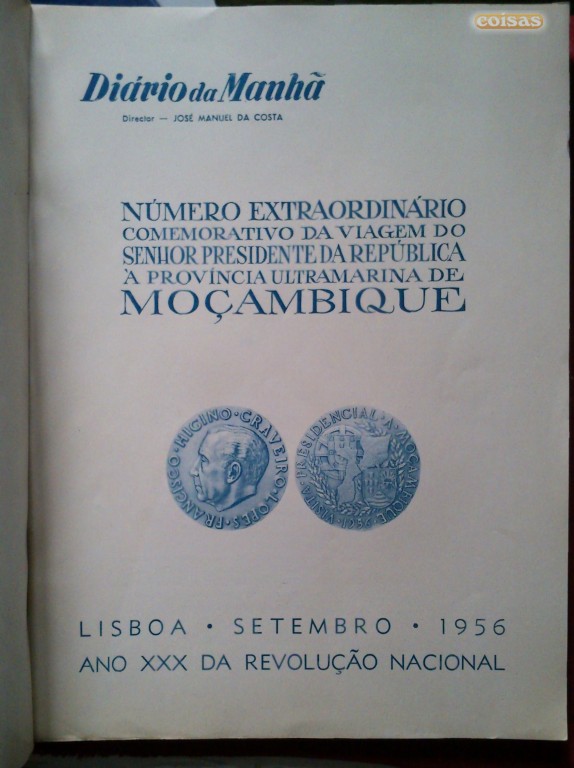 coisas
Diário da Manhã
Director — JOSÉ MANUEL DA COSTA
NÚMERO EXTRAORDINÁRIO
COMEMORATIVO DA VIAGEM DO
SENHOR PRESIDENTE DA REPÚBLICA
À PROVÍNCIA ULTRAMARINA DE
MOÇAMBIQUE
FRANCISCO · HIGINO · CRAVEIRO · LOPES
VISITA PRESIDENCIAL · A · MOÇAMBIQUE
· 1956 ·
LISBOA · SETEMBRO · 1956
ANO XXX DA REVOLUÇÃO NACIONAL